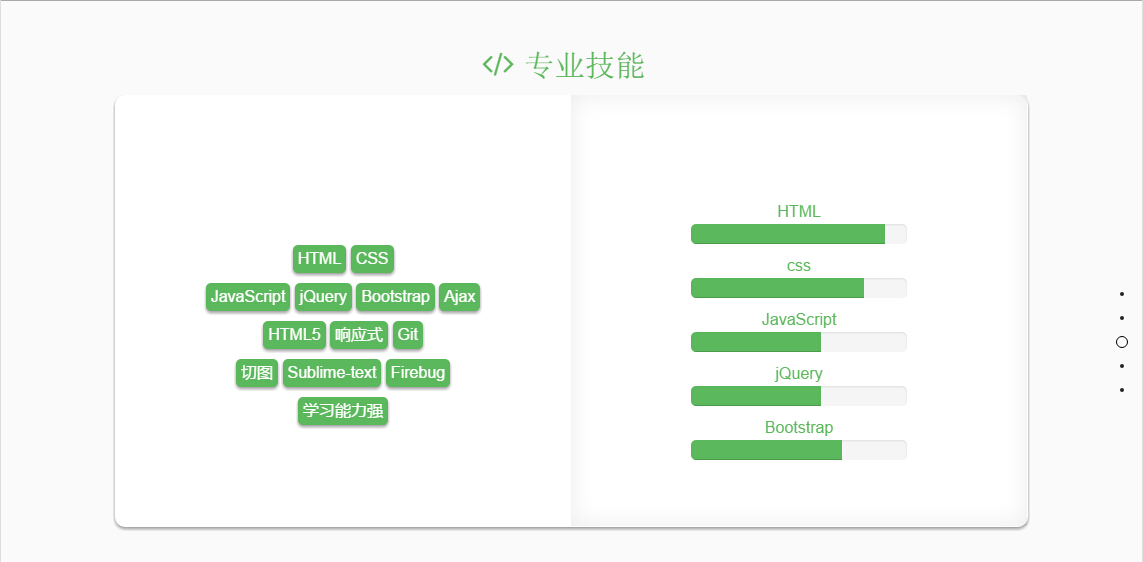 </> 专业技能
HTML CSS
JavaScript jQuery Bootstrap Ajax
HTML5 响应式 Git
切图 Sublime-text Firebug
学习能力强
HTML
css
JavaScript
jQuery
Bootstrap